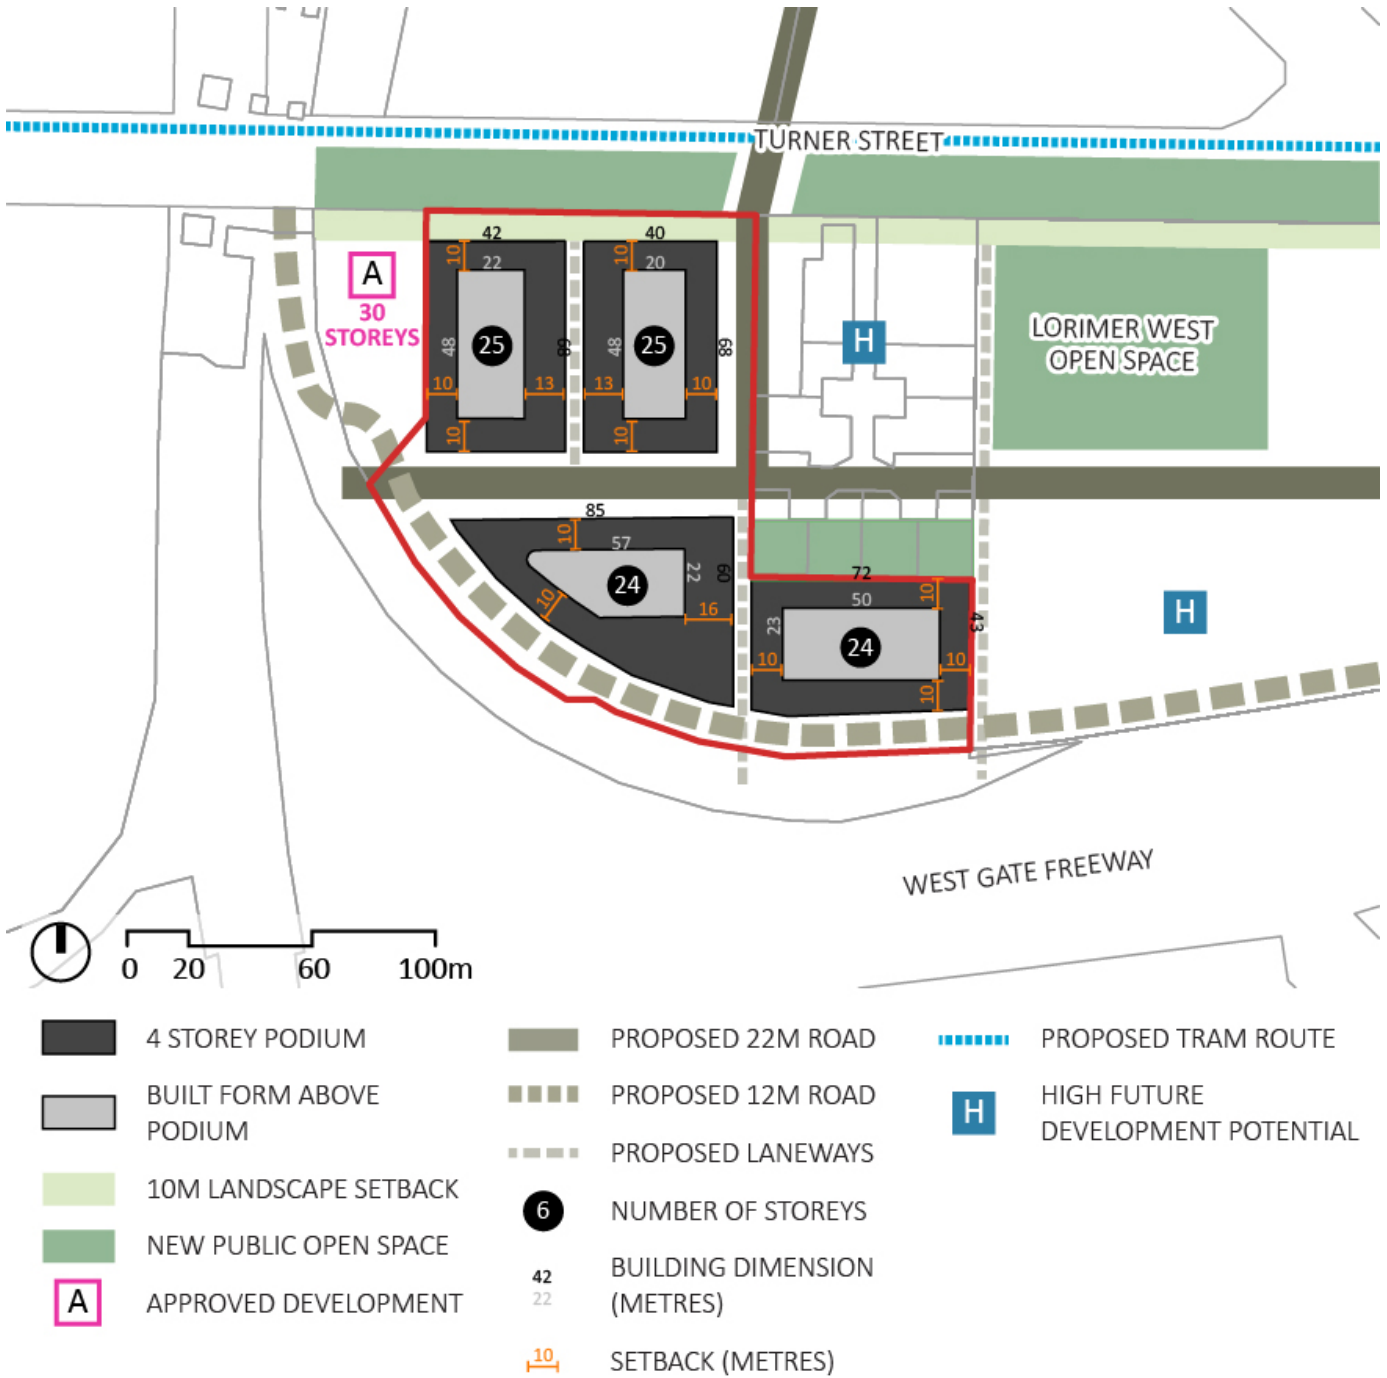 TURNER STREET
42
40
10
10
22
20
A
30
STOREYS
LORIMER WEST
OPEN SPACE
H
48
25
68
48
25
68
10
13
13
10
10
10
85
10
57
22
60
24
10
16
72
10
50
23
24
43
10
10
10
H
WEST GATE FREEWAY
0 20 60 100m
4 STOREY PODIUM
BUILT FORM ABOVE
PODIUM
10M LANDSCAPE SETBACK
NEW PUBLIC OPEN SPACE
A APPROVED DEVELOPMENT
PROPOSED 22M ROAD
PROPOSED 12M ROAD
PROPOSED LANEWAYS
6 NUMBER OF STOREYS
42
22
BUILDING DIMENSION
(METRES)
10 SETBACK (METRES)
PROPOSED TRAM ROUTE
H
HIGH FUTURE
DEVELOPMENT POTENTIAL